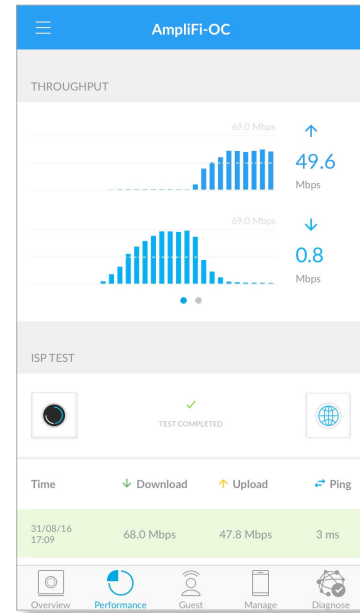 AmpliFi-OC
THROUGHPUT
69.0 Mbps
49.6
Mbps
69.0 Mbps
0.8
Mbps
ISP TEST
TEST COMPLETED
Time Download Upload Ping
31/08/16
17:09
68.0 Mbps 47.8 Mbps 3 ms
Overview Performance Guest Manage Diagnose